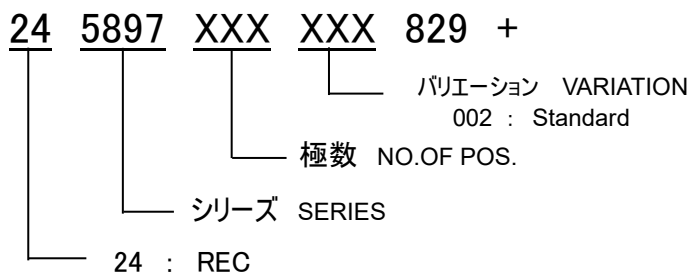 24 5897 XXX XXX 829 +
バリエーション VARIATION
002 : Standard
極数 NO.OF POS.
シリーズ SERIES
24 : REC